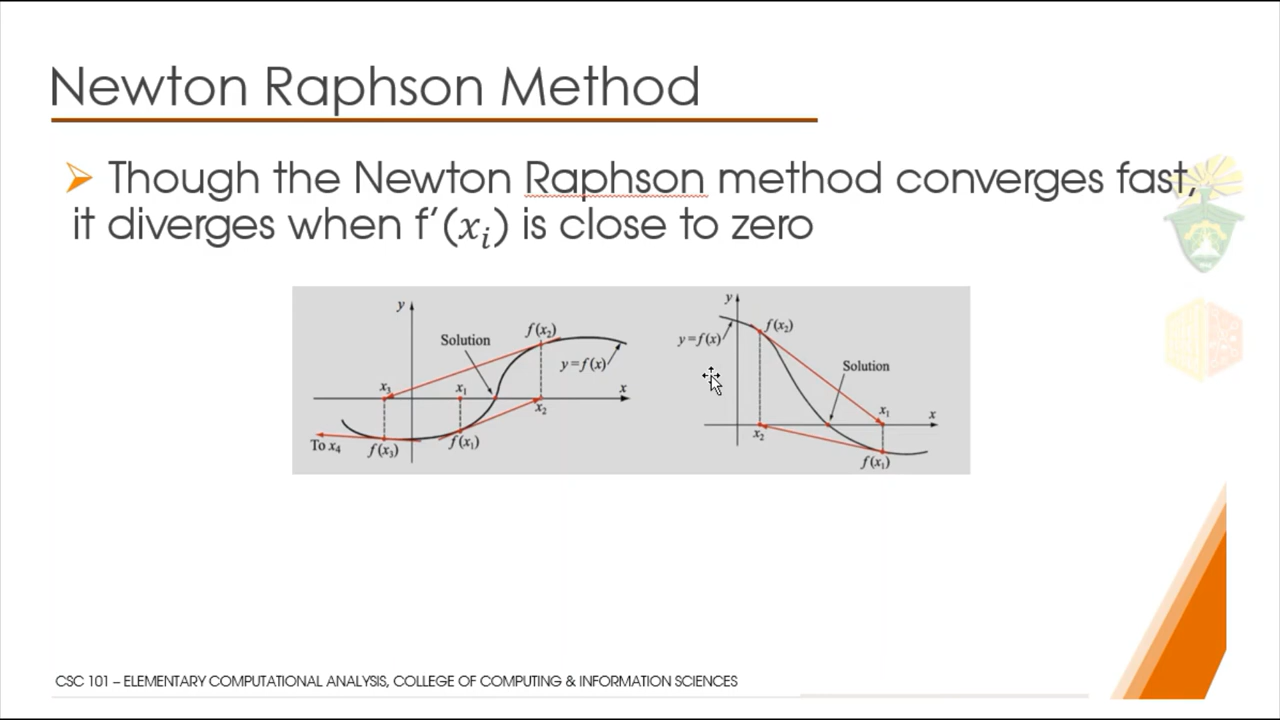 Newton Raphson Method
Though the Newton Raphson method converges fast,
it diverges when f′(xᵢ) is close to zero
y
Solution
f(x₂)
y=f(x)
x₃
x₁
x
x₂
To x₄
f(x₃)
f(x₁)
y
f(x₂)
y=f(x)
Solution
x₁
x
x₂
f(x₁)
CSC 101 – ELEMENTARY COMPUTATIONAL ANALYSIS, COLLEGE OF COMPUTING & INFORMATION SCIENCES